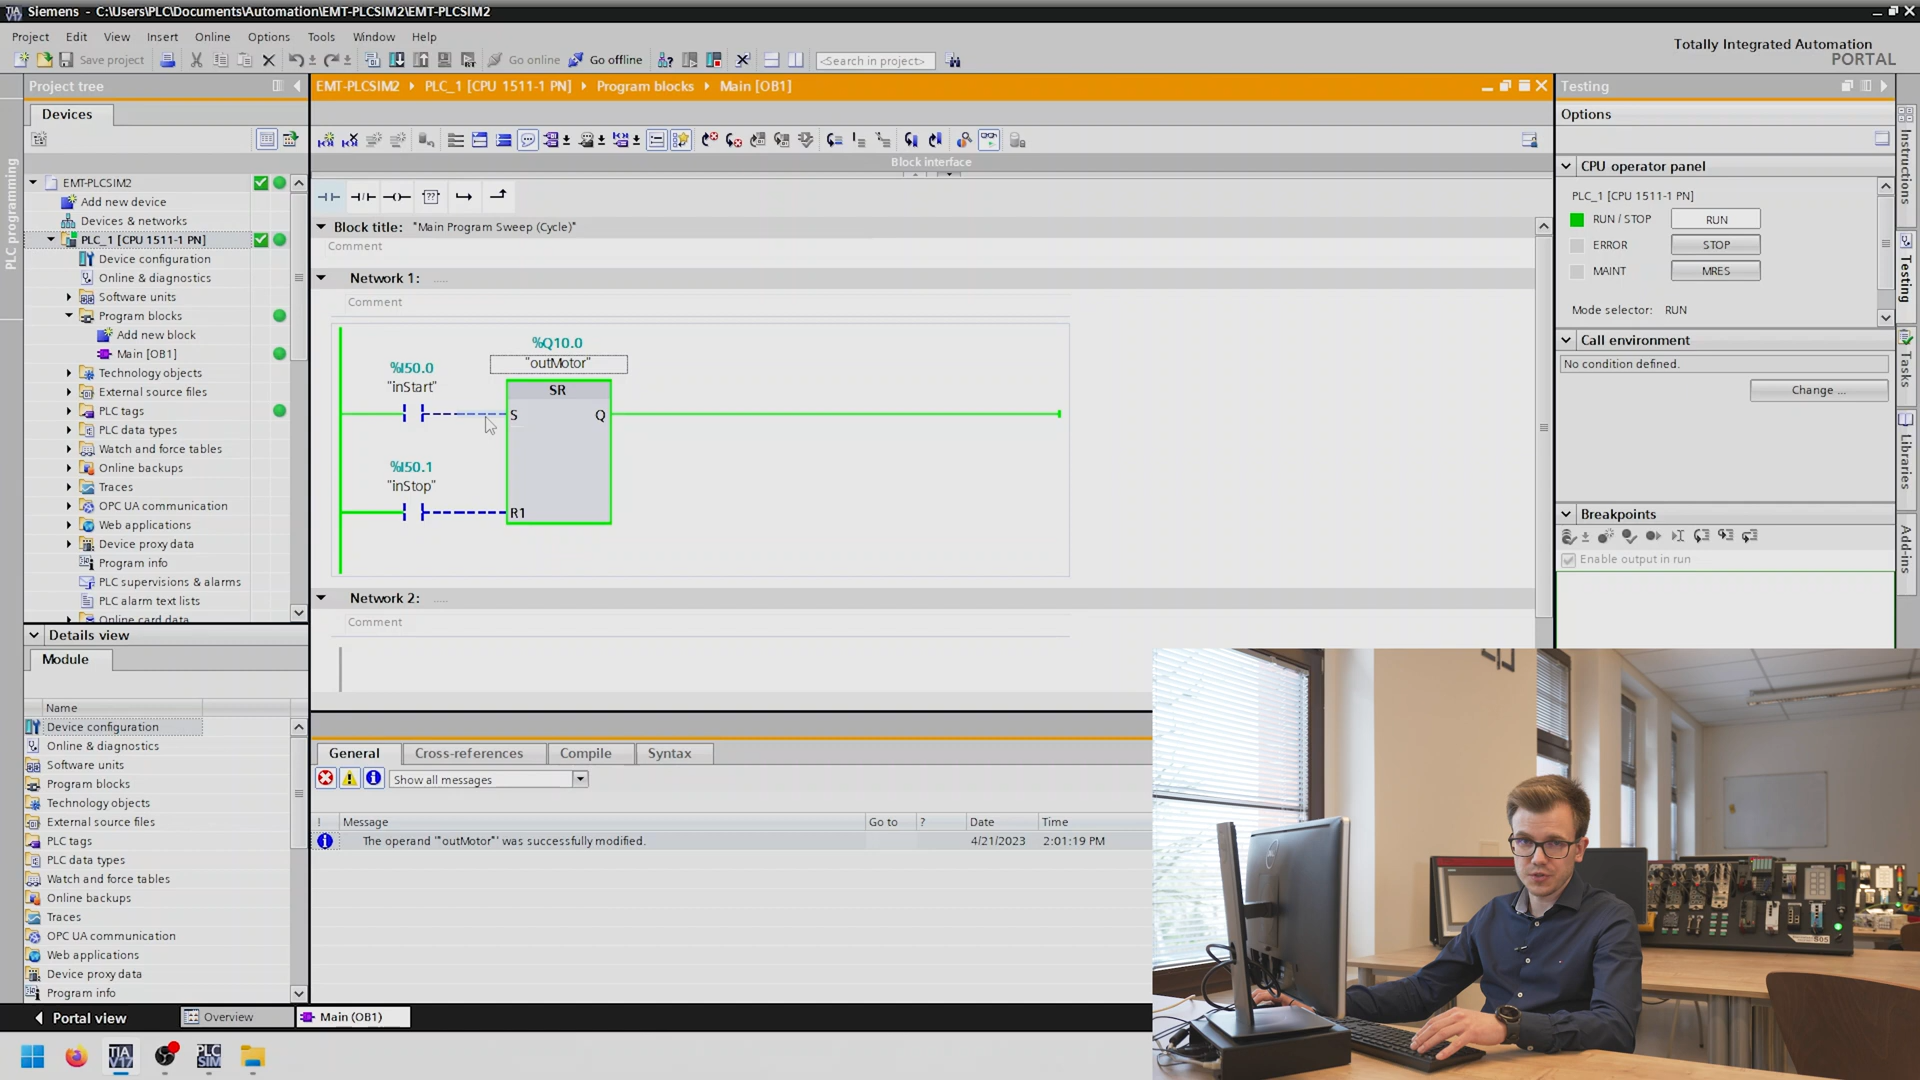 Siemens - C:\Users\PLC\Documents\Automation\EMT-PLCSIM2\EMT-PLCSIM2
Project Edit View Insert Online Options Tools Window Help
Totally Integrated Automation
PORTAL
Save project
Go online
Go offline
<Search in project>
Project tree
EMT-PLCSIM2 PLC_1 [CPU 1511-1 PN] Program blocks Main [OB1]
Testing
Devices
Options
Block interface
EMT-PLCSIM2
Add new device
Devices & networks
PLC_1 [CPU 1511-1 PN]
Device configuration
Online & diagnostics
Software units
Program blocks
Add new block
Main [OB1]
Technology objects
External source files
PLC tags
PLC data types
Watch and force tables
Online backups
Traces
OPC UA communication
Web applications
Device proxy data
Program info
PLC supervisions & alarms
PLC alarm text lists
Online card data
PLC programming
Block title: "Main Program Sweep (Cycle)"
Comment
Network 1: .....
Comment
%Q10.0
"outMotor"
%I50.0
"inStart"
SR
S Q
%I50.1
"inStop"
R1
Network 2: .....
Comment
CPU operator panel
PLC_1 [CPU 1511-1 PN]
RUN / STOP RUN
ERROR STOP
MAINT MRES
Mode selector: RUN
Call environment
No condition defined.
Change ...
Breakpoints
Enable output in run
Instructions
Testing
Tasks
Libraries
Add-ins
Details view
Module
Name
Device configuration
Online & diagnostics
Software units
Program blocks
Technology objects
External source files
PLC tags
PLC data types
Watch and force tables
Online backups
Traces
OPC UA communication
Web applications
Device proxy data
Program info
General Cross-references Compile Syntax
Show all messages
! Message Go to ? Date Time
The operand '"outMotor"' was successfully modified. 4/21/2023 2:01:19 PM
Portal view
Overview
Main (OB1)
TIA
V17
PLC
SIM